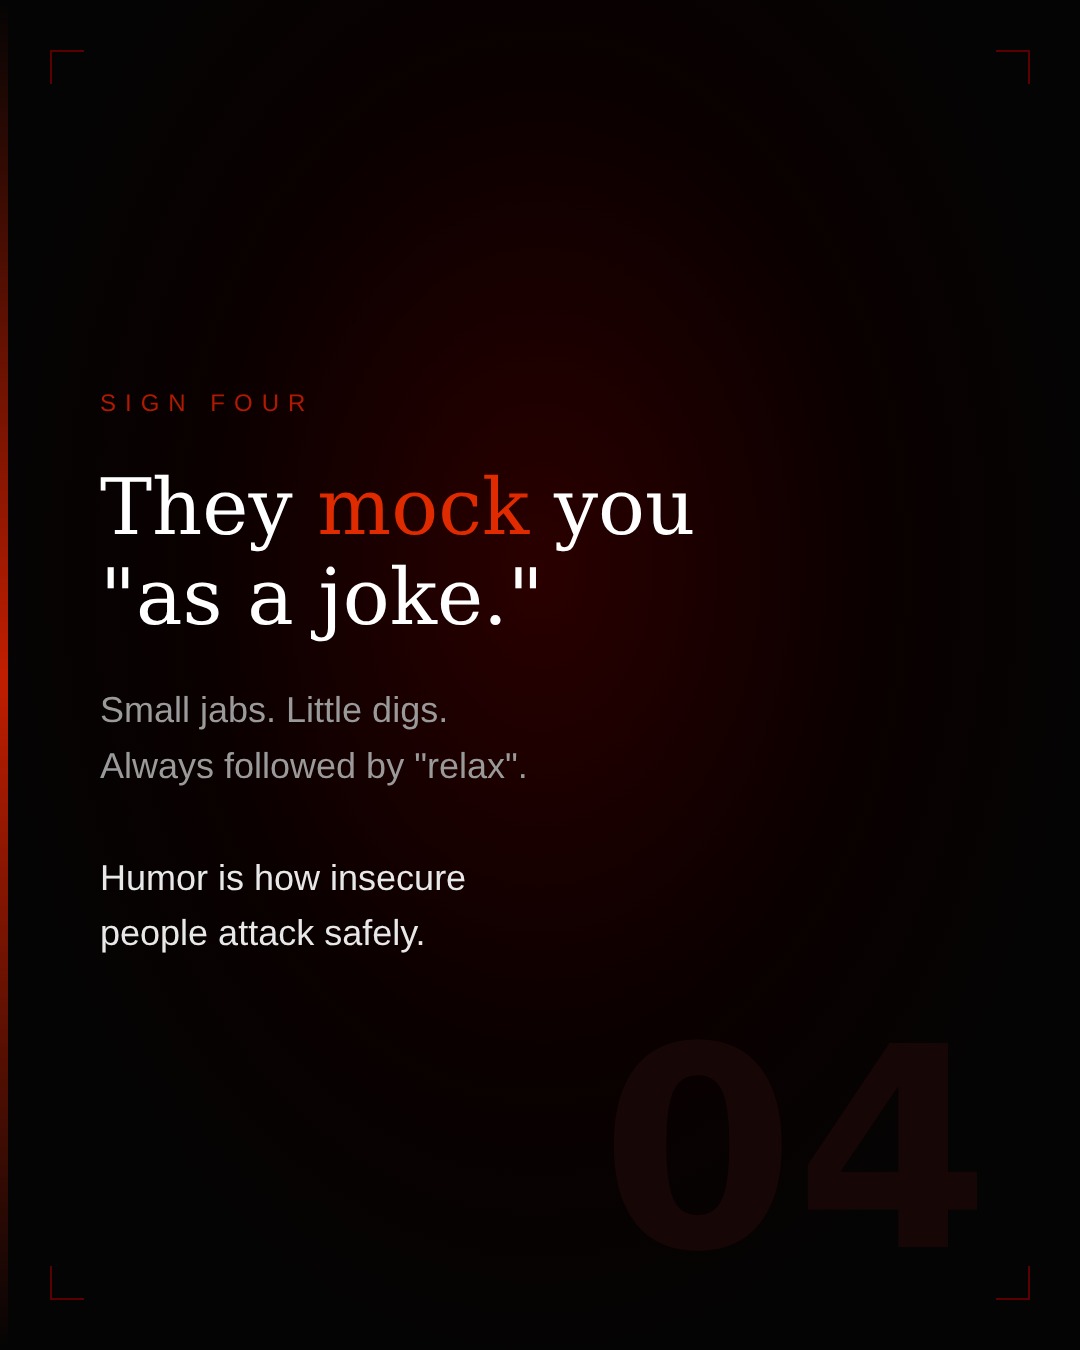 SIGN FOUR
They mock you
"as a joke."
Small jabs. Little digs.
Always followed by "relax".
Humor is how insecure
people attack safely.
04